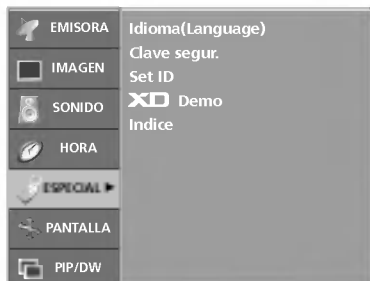 EMISORA
IMAGEN
SONIDO
HORA
ESPECIAL
PANTALLA
PIP/DW
Idioma(Language)
Clave segur.
Set ID
XD Demo
Indice